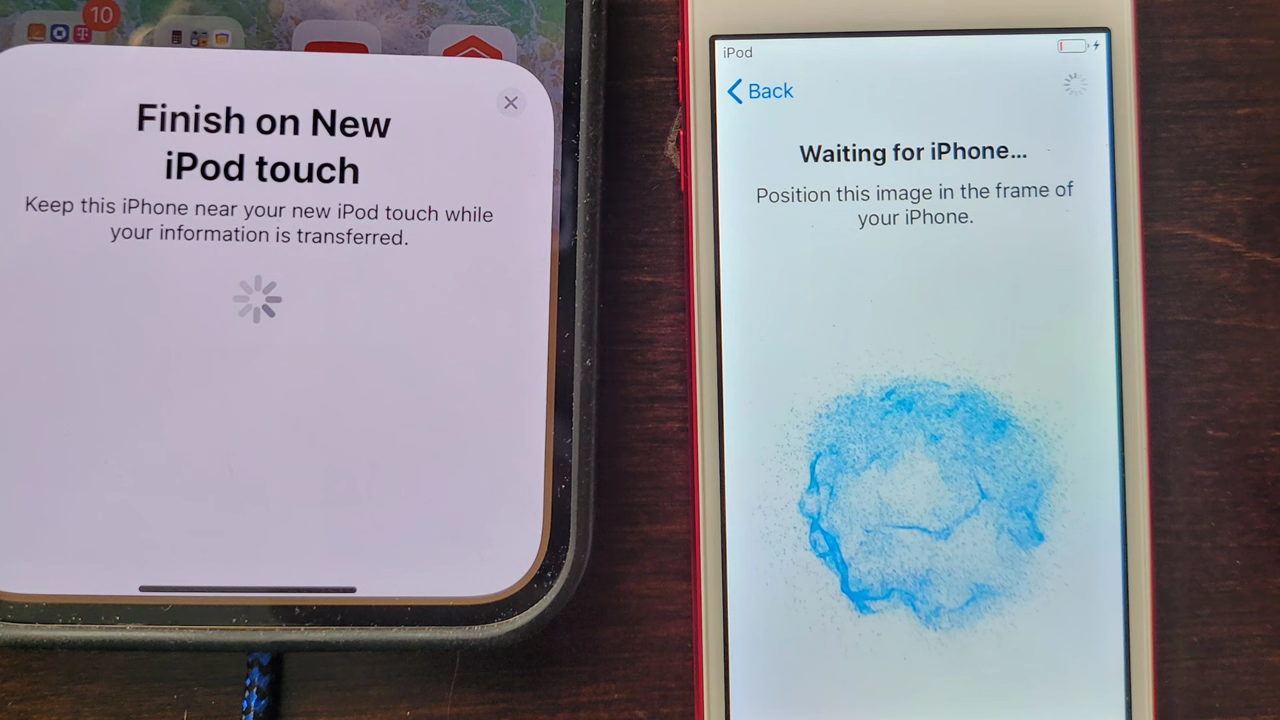 10
Finish on New
iPod touch
Keep this iPhone near your new iPod touch while
your information is transferred.
iPod
Back
Waiting for iPhone...
Position this image in the frame of
your iPhone.